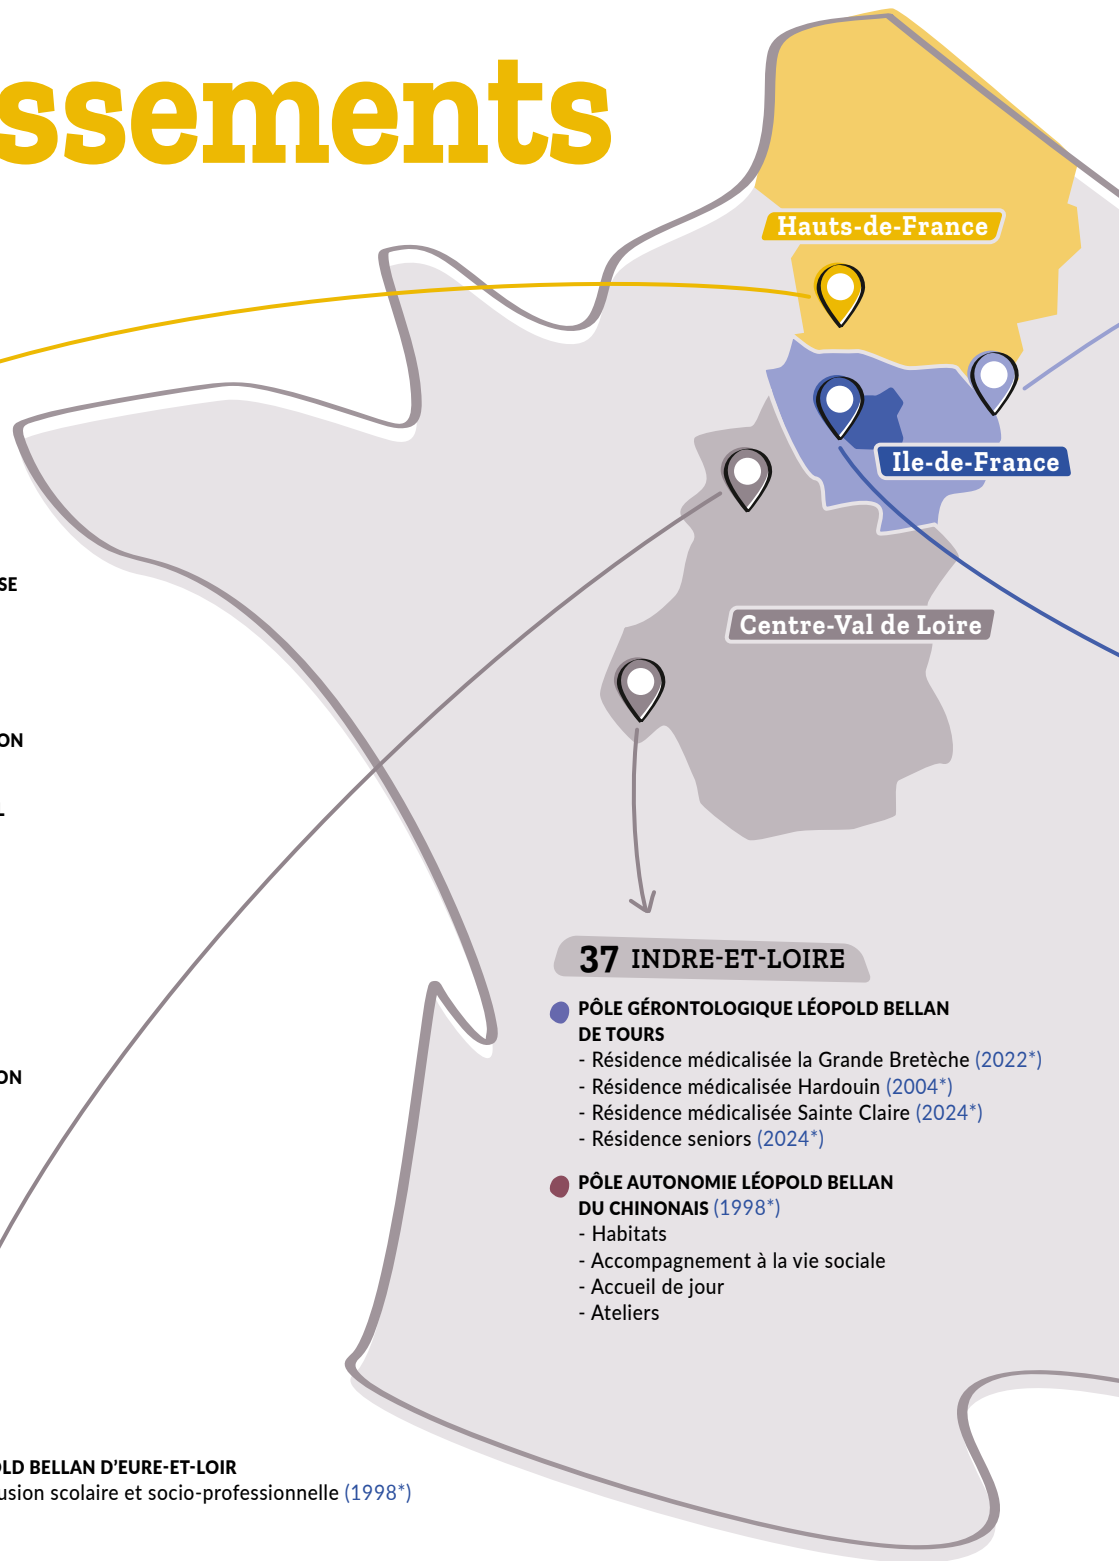 ssements
Hauts-de-France
Ile-de-France
SE
Centre-Val de Loire
ON
L
37 INDRE-ET-LOIRE
PÔLE GÉRONTOLOGIQUE LÉOPOLD BELLAN
DE TOURS
- Résidence médicalisée la Grande Bretèche (2022*)
- Résidence médicalisée Hardouin (2004*)
- Résidence médicalisée Sainte Claire (2024*)
- Résidence seniors (2024*)
ON
PÔLE AUTONOMIE LÉOPOLD BELLAN
DU CHINONAIS (1998*)
- Habitats
- Accompagnement à la vie sociale
- Accueil de jour
- Ateliers
OLD BELLAN D'EURE-ET-LOIR
usion scolaire et socio-professionnelle (1998*)